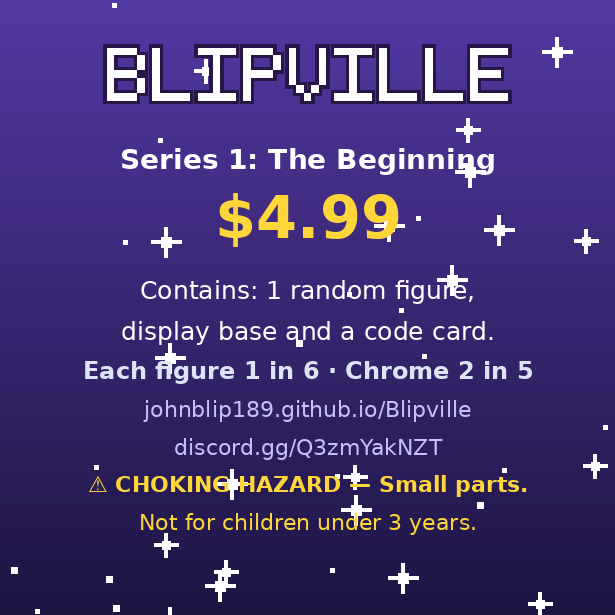 BLIPVILLE
Series 1: The Beginning
$4.99
Contains: 1 random figure,
display base and a code card.
Each figure 1 in 6 · Chrome 2 in 5
johnblip189.github.io/Blipville
discord.gg/Q3zmYakNZT
⚠ CHOKING HAZARD — Small parts.
Not for children under 3 years.